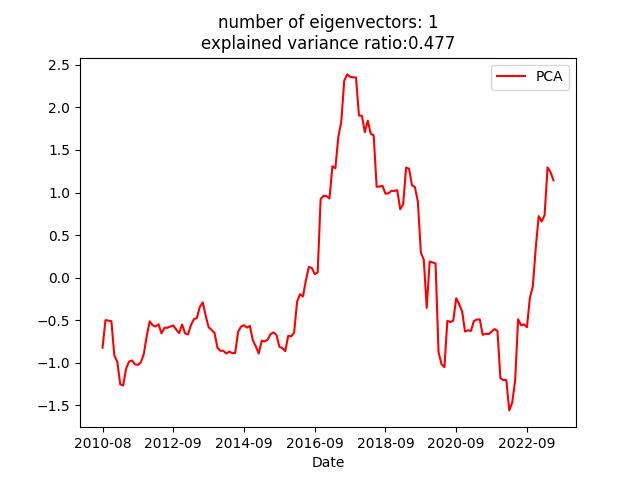 number of eigenvectors: 1
explained variance ratio:0.477
PCA
2.5
2.0
1.5
1.0
0.5
0.0
−0.5
−1.0
−1.5
2010-08 2012-09 2014-09 2016-09 2018-09 2020-09 2022-09
Date